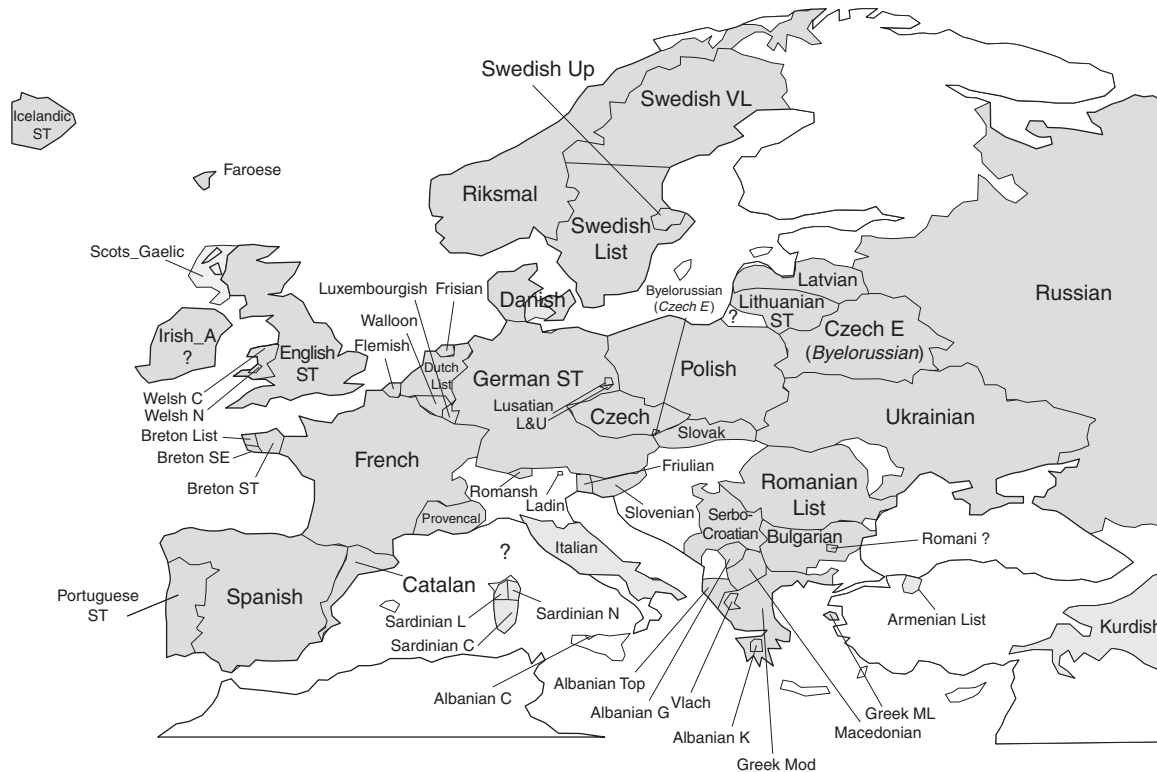 Swedish Up
Swedish VL
Icelandic
ST
Faroese
Riksmal
Swedish
List
Scots_Gaelic
Luxembourgish
Frisian
Walloon
Flemish
Danish
Byelorussian
(Czech E)
Latvian
Lithuanian
ST
?
Russian
Irish_A
?
English
ST
Dutch
List
German ST
Polish
Czech E
(Byelorussian)
Welsh C
Welsh N
Lusatian
L&U
Czech
Slovak
Ukrainian
Breton List
Breton SE
Breton ST
French
Romansh
Ladin
Friulian
Slovenian
Romanian
List
Provencal
Italian
Serbo-
Croatian
Bulgarian
Romani ?
?
Portuguese
ST
Spanish
Catalan
Sardinian L
Sardinian N
Sardinian C
Armenian List
Kurdish
Albanian C
Albanian Top
Albanian G
Vlach
Albanian K
Greek Mod
Greek ML
Macedonian